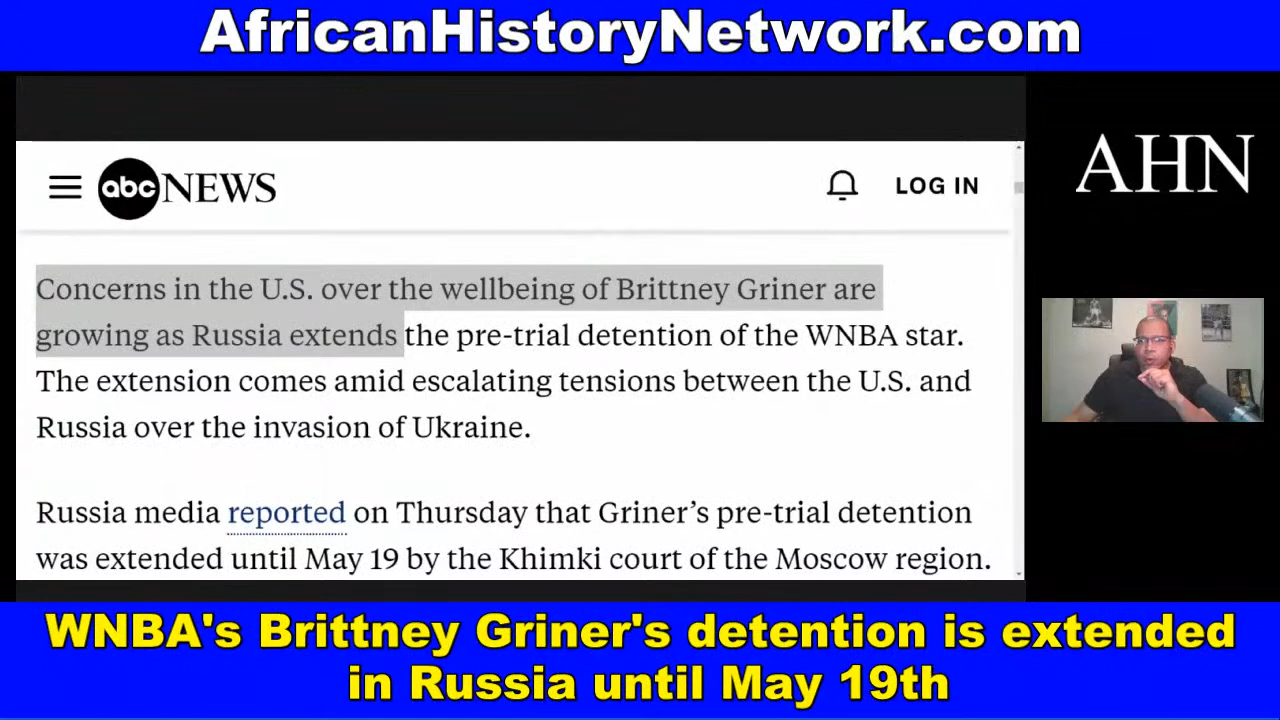 AfricanHistoryNetwork.com
abc NEWS
LOG IN
AHN
Concerns in the U.S. over the wellbeing of Brittney Griner are
growing as Russia extends the pre-trial detention of the WNBA star.
The extension comes amid escalating tensions between the U.S. and
Russia over the invasion of Ukraine.
Russia media reported on Thursday that Griner’s pre-trial detention
was extended until May 19 by the Khimki court of the Moscow region.
WNBA's Brittney Griner's detention is extended
in Russia until May 19th